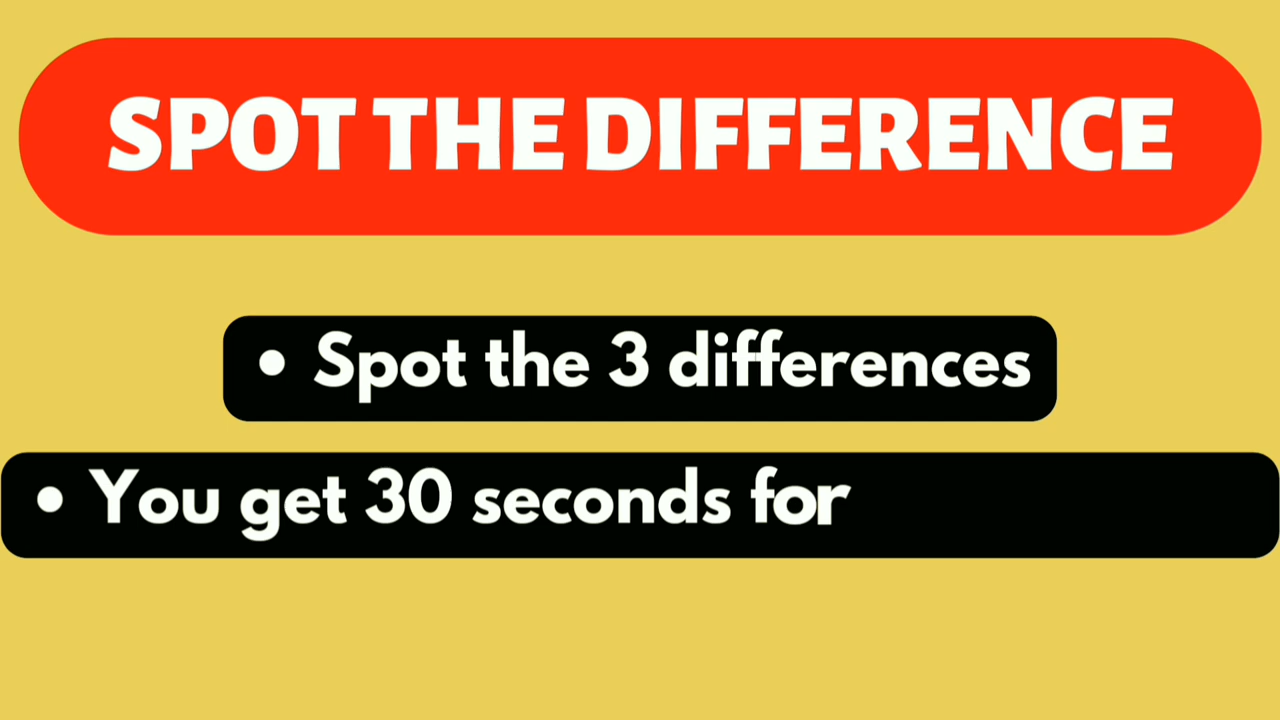 SPOT THE DIFFERENCE
• Spot the 3 differences
• You get 30 seconds for